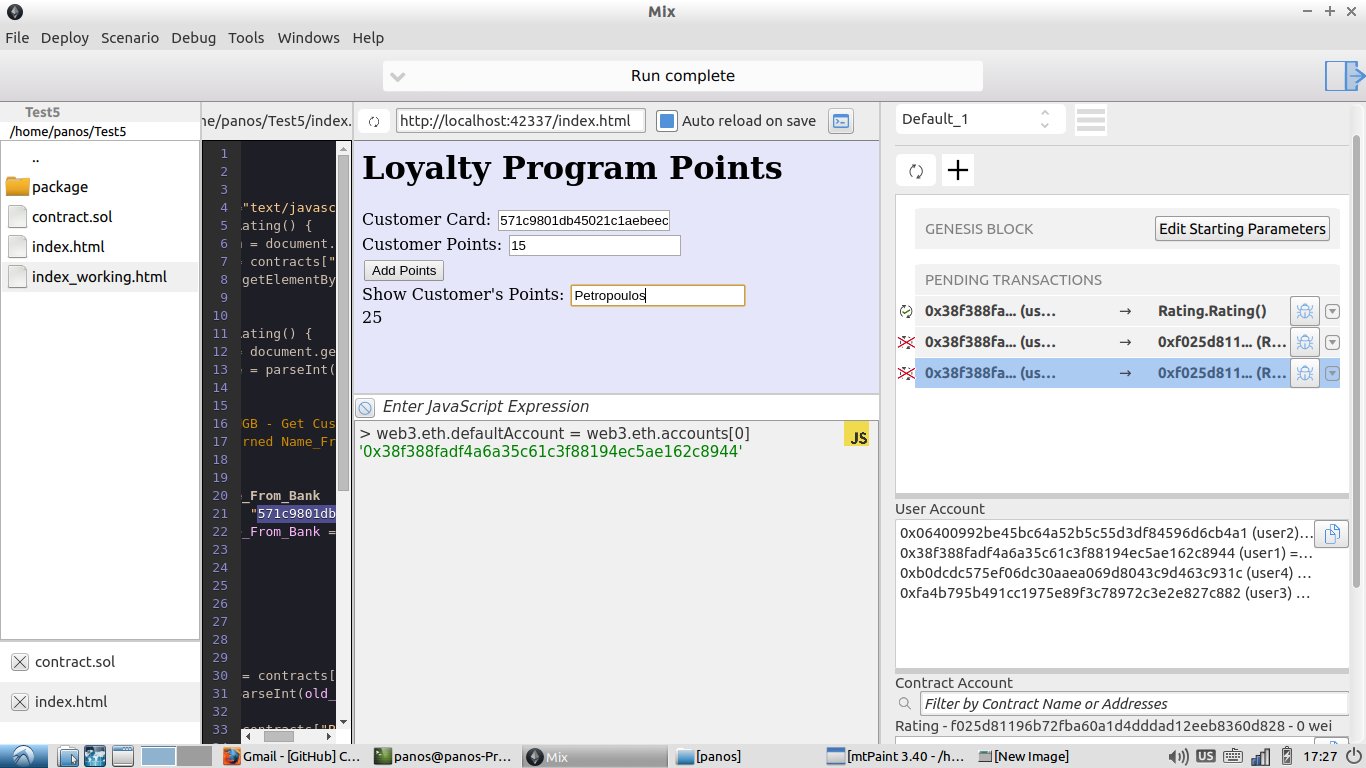 Mix
File Deploy Scenario Debug Tools Windows Help
Run complete
Test5
/home/panos/Test5
..
package
contract.sol
index.html
index_working.html
contract.sol
index.html
ne/panos/Test5/index.
1
2
3
4 ="text/javasc
5 ating() {
6 = document.
7 = contracts["
8 getElementBy
9
10
11 ating() {
12 = document.ge
13 = parseInt(
14
15
16 GB - Get Cus
17 rned Name_Fr
18
19
20 _From_Bank
21 "571c9801db
22 _From_Bank =
23
24
25
26
27
28
29
30 = contracts[
31 arseInt(old_
32
33 contracts["R
http://localhost:42337/index.html Auto reload on save
Loyalty Program Points
Customer Card: 571c9801db45021c1aebeec
Customer Points: 15
Add Points
Show Customer's Points: Petropoulos
25
Enter JavaScript Expression
> web3.eth.defaultAccount = web3.eth.accounts[0]
JS
'0x38f388fadf4a6a35c61c3f88194ec5ae162c8944'
Default_1
GENESIS BLOCK Edit Starting Parameters
PENDING TRANSACTIONS
0x38f388fa... (us... → Rating.Rating()
0x38f388fa... (us... → 0xf025d811... (R...
0x38f388fa... (us... → 0xf025d811... (R...
User Account
0x06400992be45bc64a52b5c55d3df84596d6cb4a1 (user2)...
0x38f388fadf4a6a35c61c3f88194ec5ae162c8944 (user1) =...
0xb0dcdc575ef06dc30aaea069d8043c9d463c931c (user4) ...
0xfa4b795b491cc1975e89f3c78972c3e2e827c882 (user3) ...
Contract Account
Filter by Contract Name or Addresses
Rating - f025d81196b72fba60a1d4dddad12eeb8360d828 - 0 wei
Gmail - [GitHub] C... panos@panos-Pr... Mix [panos] [mtPaint 3.40 - /h... [New Image] US 17:27